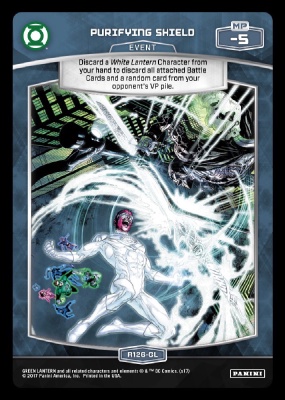 PURIFYING SHIELD
MP
-5
EVENT
Discard a White Lantern Character from
your hand to discard all attached Battle
Cards and a random card from your
opponent's VP pile.
A126-GL
GREEN LANTERN and all related characters and elements © & ™ DC Comics. (s17)
© 2017 Panini America, Inc. Printed in the USA.
PANINI